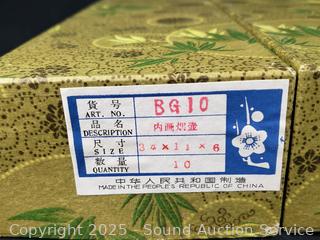 貨号 BG10
ART. NO.
品名 内画烟壶
DESCRIPTION
尺寸 34×11×6
SIZE
数量 10
QUANTITY
中华人民共和国制造
MADE IN THE PEOPLE'S REPUBLIC OF CHINA
Copyright 2025 - Sound Auction Service